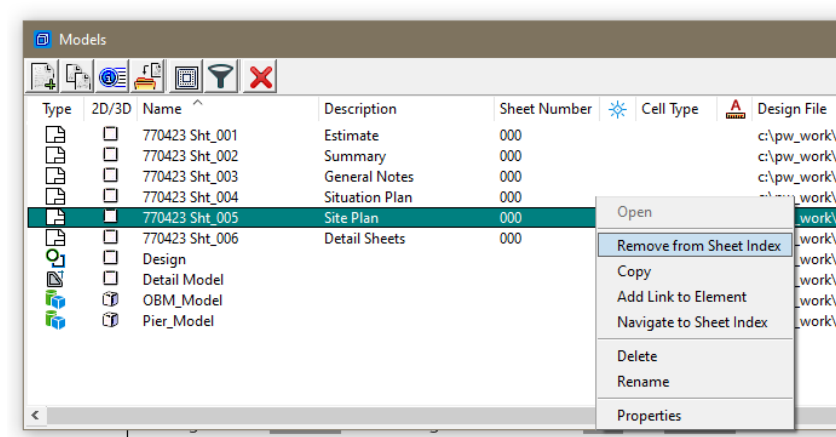 Models
Type 2D/3D Name Description Sheet Number Cell Type Design File
770423 Sht_001 Estimate 000 c:\pw_work\
770423 Sht_002 Summary 000 c:\pw_work\
770423 Sht_003 General Notes 000 c:\pw_work\
770423 Sht_004 Situation Plan 000 c:\pw_work\
770423 Sht_005 Site Plan 000 work\
770423 Sht_006 Detail Sheets 000 work\
Design work\
Detail Model work\
OBM_Model work\
Pier_Model work\
Open
Remove from Sheet Index
Copy
Add Link to Element
Navigate to Sheet Index
Delete
Rename
Properties